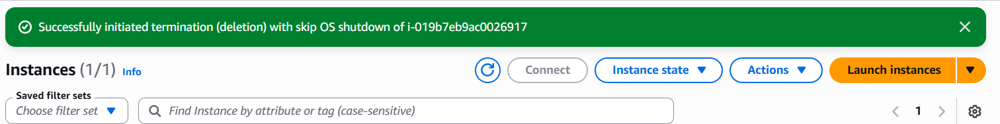 Successfully initiated termination (deletion) with skip OS shutdown of i-019b7eb9ac0026917
Instances (1/1) Info Connect Instance state Actions Launch instances
Saved filter sets
Choose filter set Find Instance by attribute or tag (case-sensitive) 1